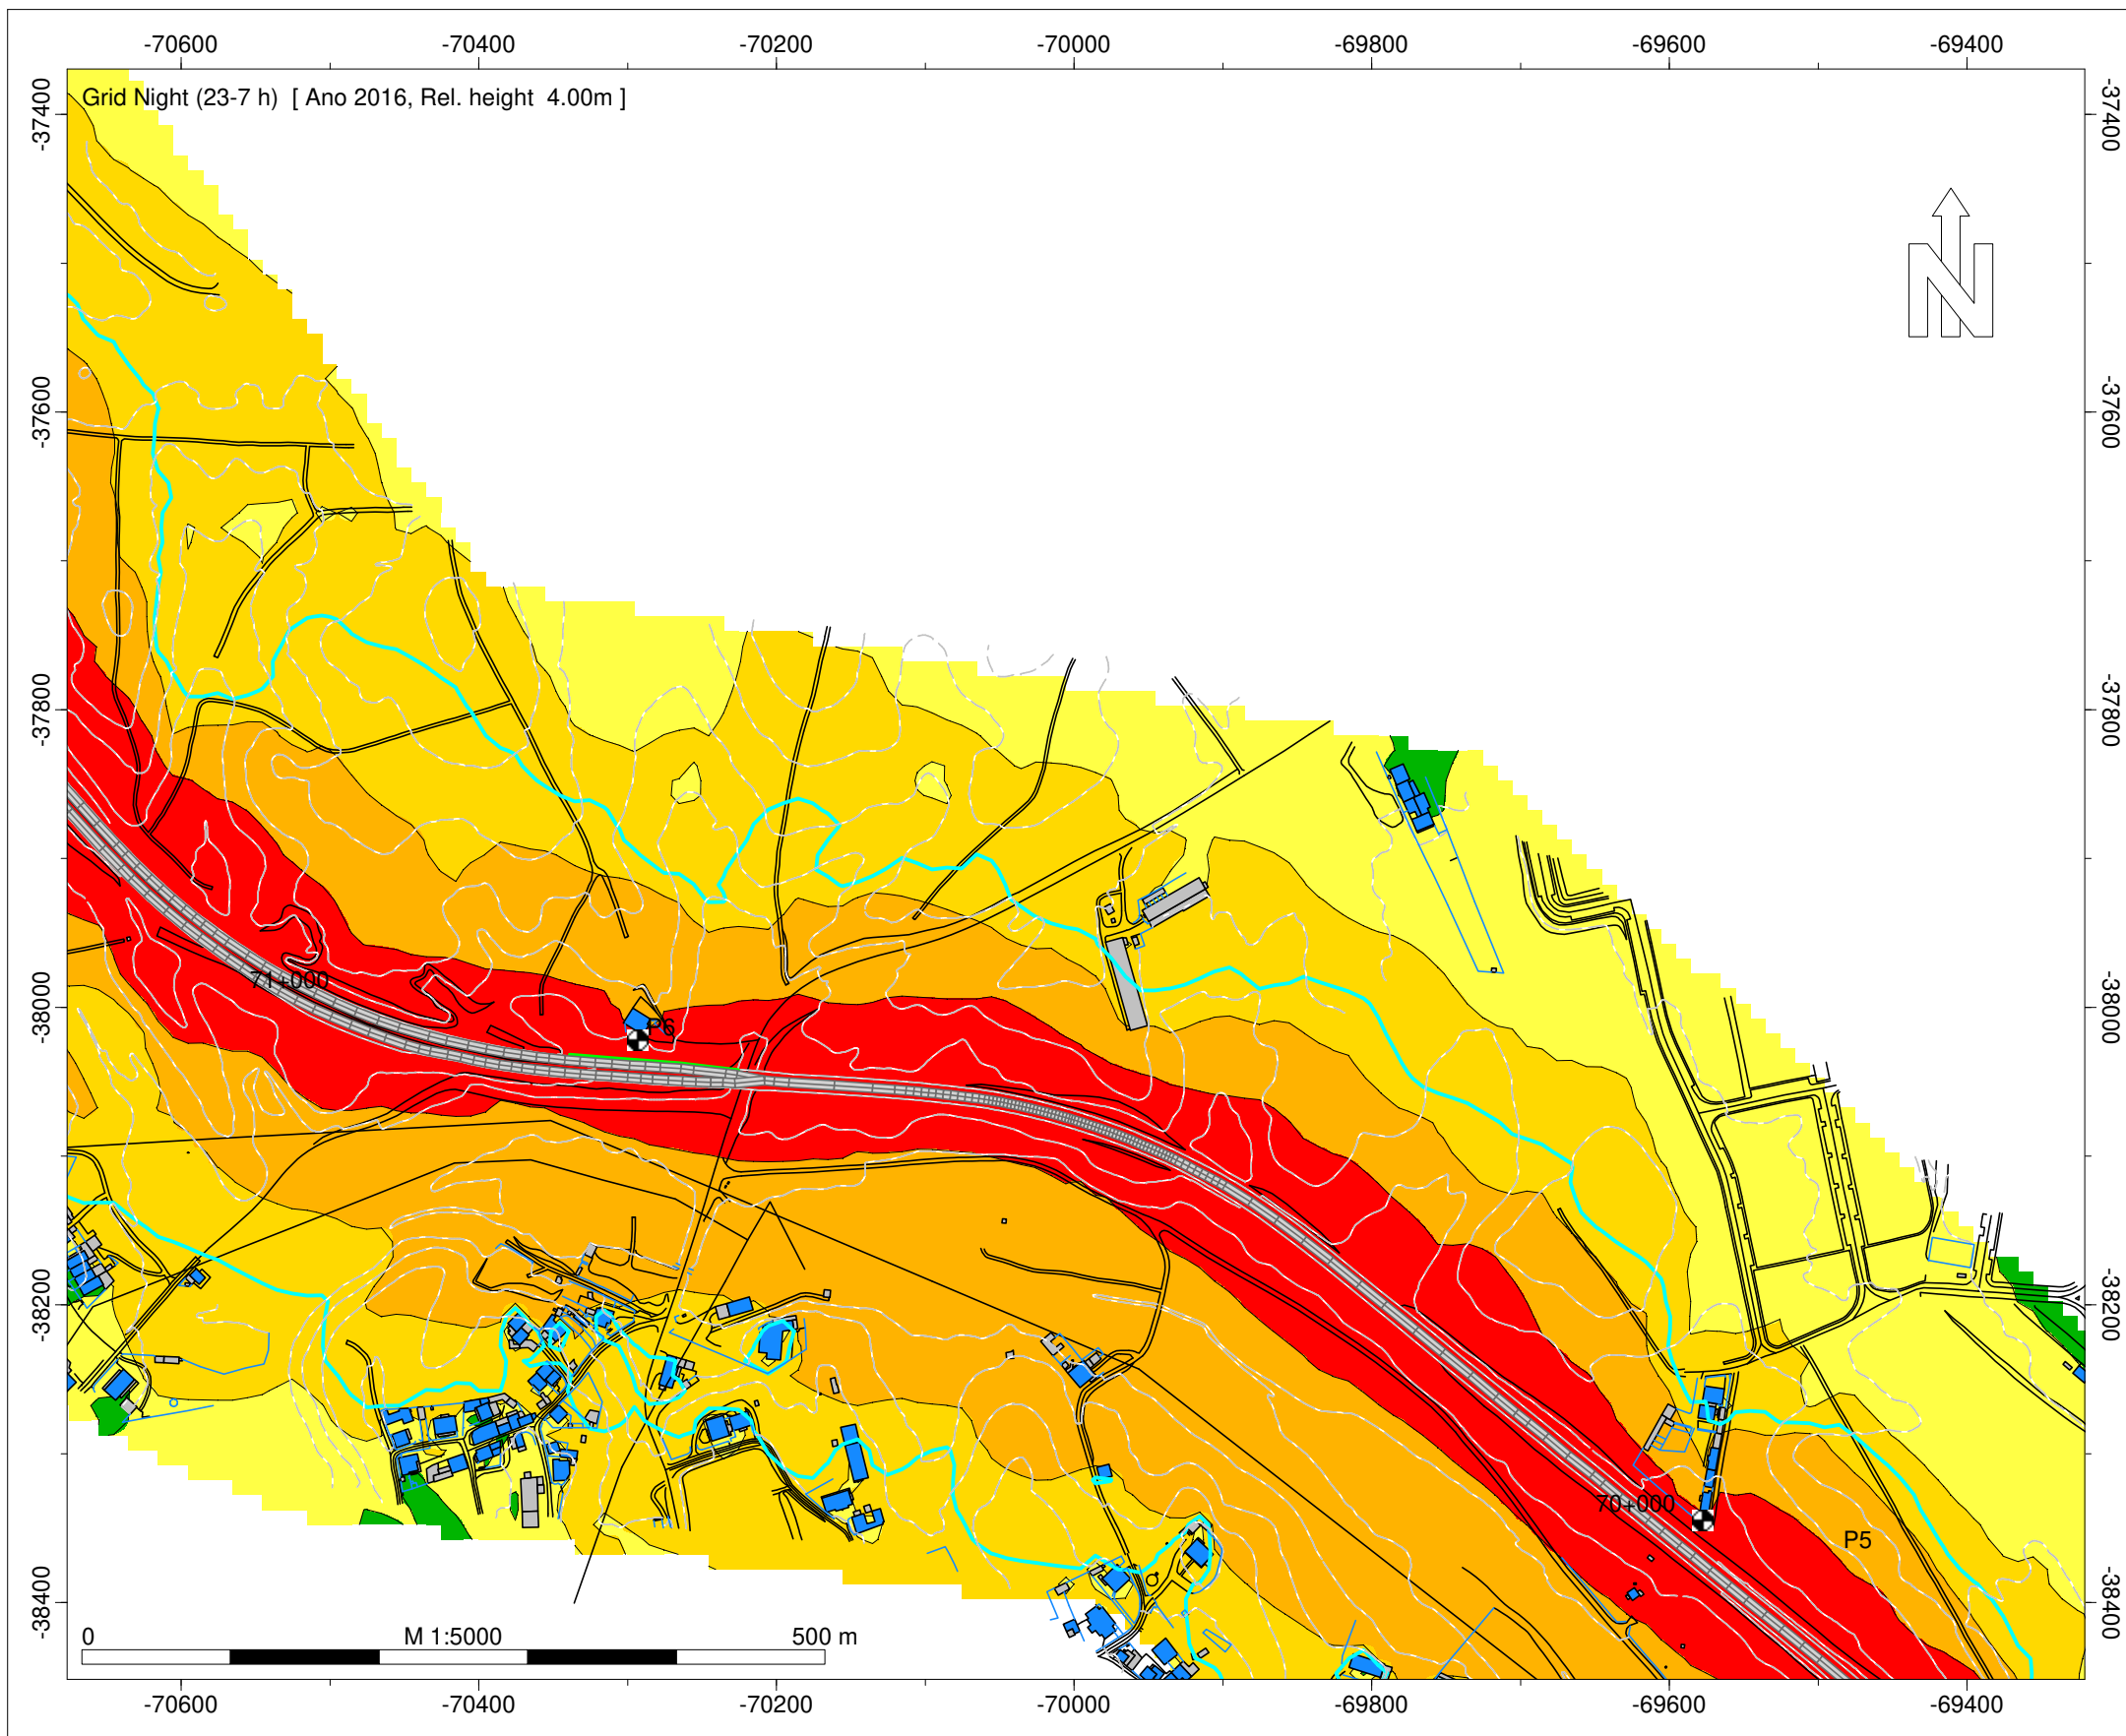 -70600 -70400 -70200 -70000 -69800 -69600 -69400
Grid Night (23-7 h) [ Ano 2016, Rel. height 4.00m ]
-37400 -37400
N
-37600 -37600
-37800 -37800
71+000
-38000 -38000
P6
-38200 -38200
70+000
P5
-38400 -38400
0 M 1:5000 500 m
-70600 -70400 -70200 -70000 -69800 -69600 -69400